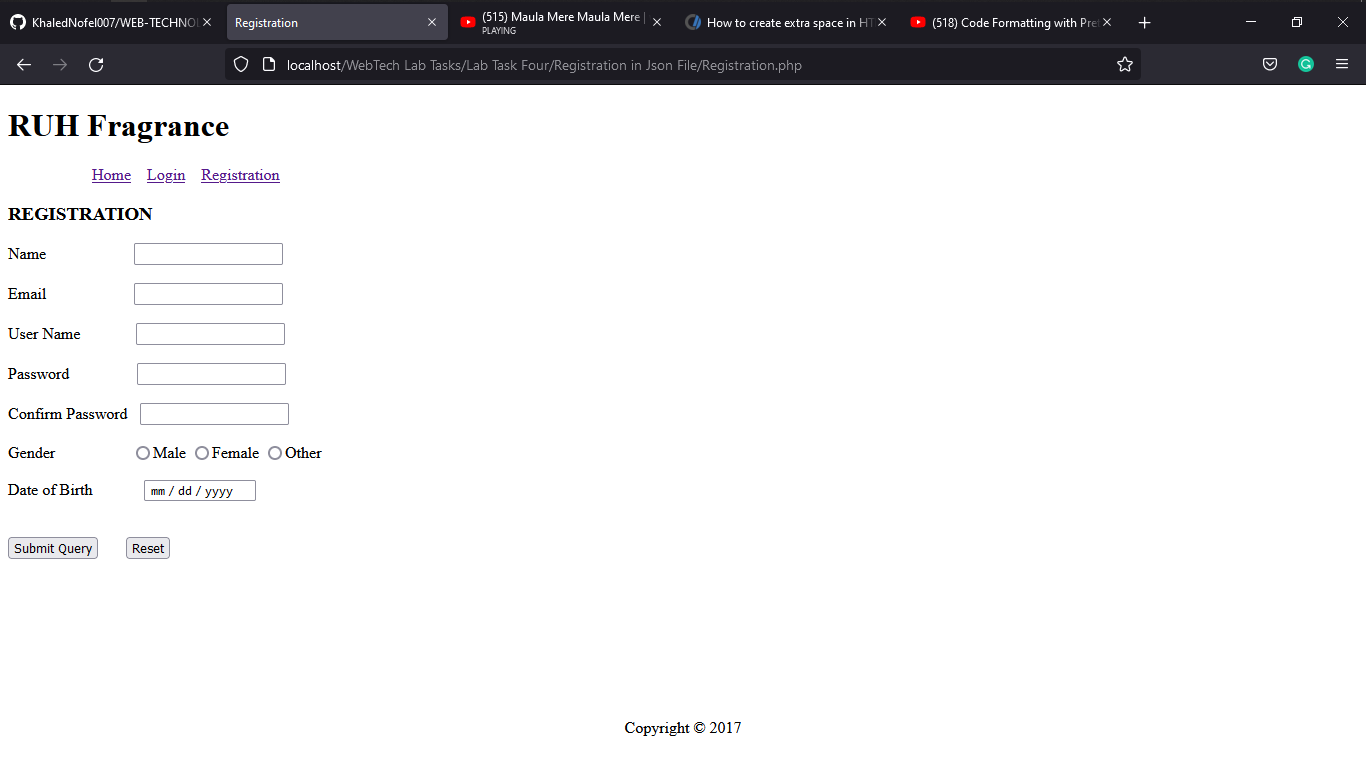 KhaledNofel007/WEB-TECHNOL
Registration
(515) Maula Mere Maula Mere |
PLAYING
How to create extra space in HT
(518) Code Formatting with Pret
localhost/WebTech Lab Tasks/Lab Task Four/Registration in Json File/Registration.php
RUH Fragrance
Home Login Registration
REGISTRATION
Name
Email
User Name
Password
Confirm Password
Gender Male Female Other
Date of Birth mm / dd / yyyy
Submit Query Reset
Copyright © 2017